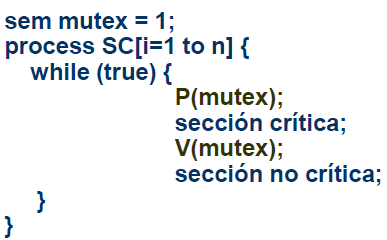 sem mutex = 1;
process SC[i=1 to n] {
while (true) {
P(mutex);
sección crítica;
V(mutex);
sección no crítica;
}
}